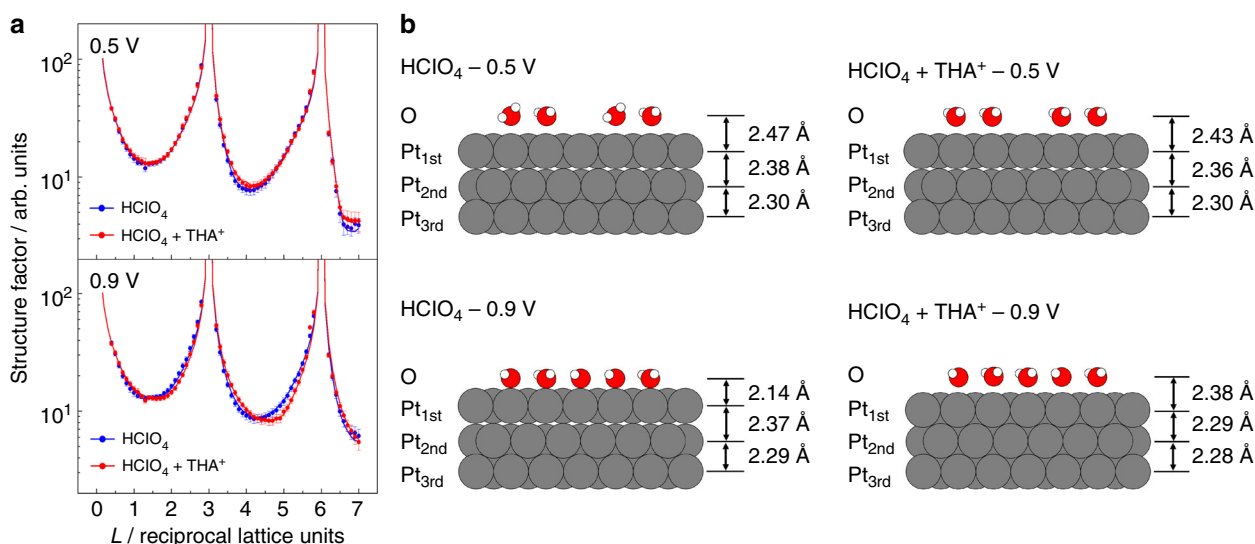 a
0.5 V
10²
10¹
HClO₄
HClO₄ + THA⁺
0.9 V
10²
10¹
HClO₄
HClO₄ + THA⁺
Structure factor / arb. units
0 1 2 3 4 5 6 7
L / reciprocal lattice units
b
HClO₄ – 0.5 V
O
Pt₁st
Pt₂nd
Pt₃rd
2.47 Å
2.38 Å
2.30 Å
HClO₄ + THA⁺ – 0.5 V
O
Pt₁st
Pt₂nd
Pt₃rd
2.43 Å
2.36 Å
2.30 Å
HClO₄ – 0.9 V
O
Pt₁st
Pt₂nd
Pt₃rd
2.14 Å
2.37 Å
2.29 Å
HClO₄ + THA⁺ – 0.9 V
O
Pt₁st
Pt₂nd
Pt₃rd
2.38 Å
2.29 Å
2.28 Å